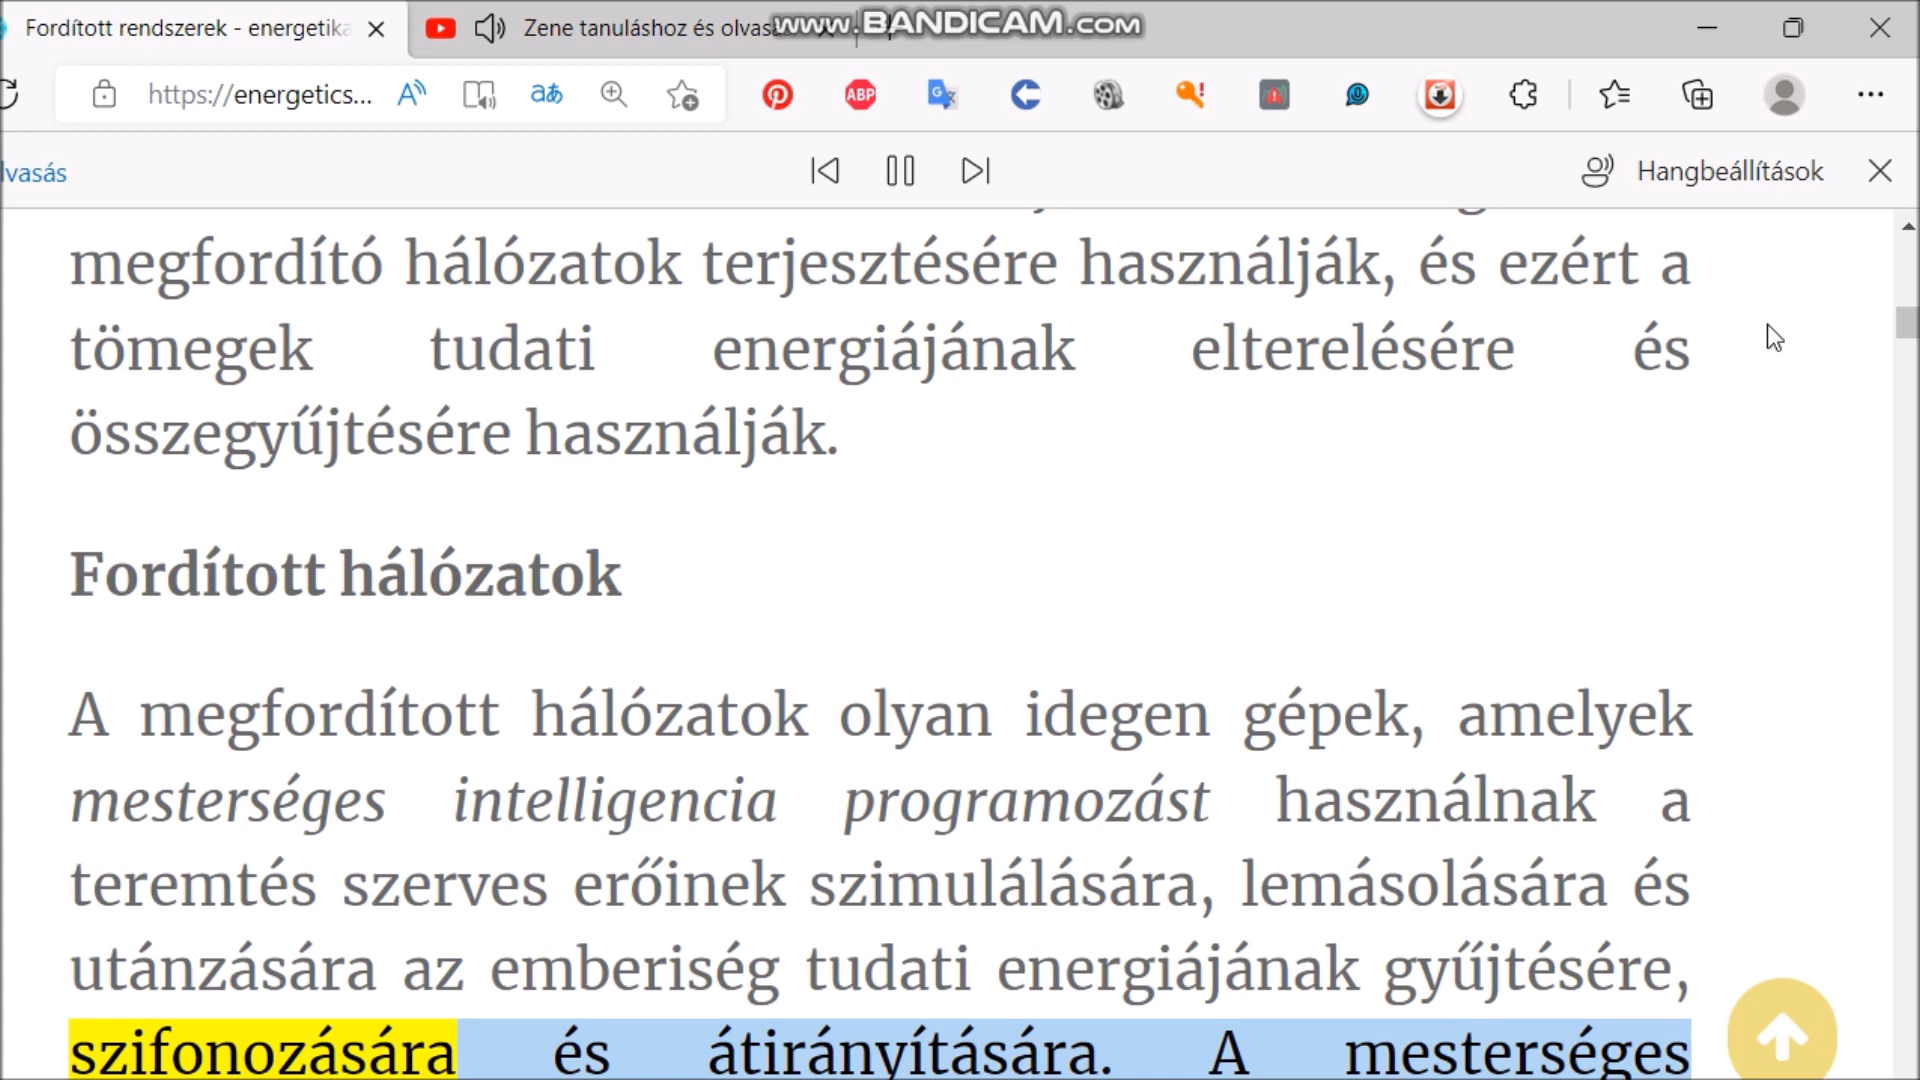 Fordított rendszerek - energetika
Zene tanuláshoz és olvasá
www.BANDICAM.com
https://energetics...
lvasás
Hangbeállítások
megfordító hálózatok terjesztésére használják, és ezért a
tömegek tudati energiájának elterelésére és
összegyűjtésére használják.
Fordított hálózatok
A megfordított hálózatok olyan idegen gépek, amelyek
mesterséges intelligencia programozást használnak a
teremtés szerves erőinek szimulálására, lemásolására és
utánzására az emberiség tudati energiájának gyűjtésére,
szifonozására és átirányítására. A mesterséges